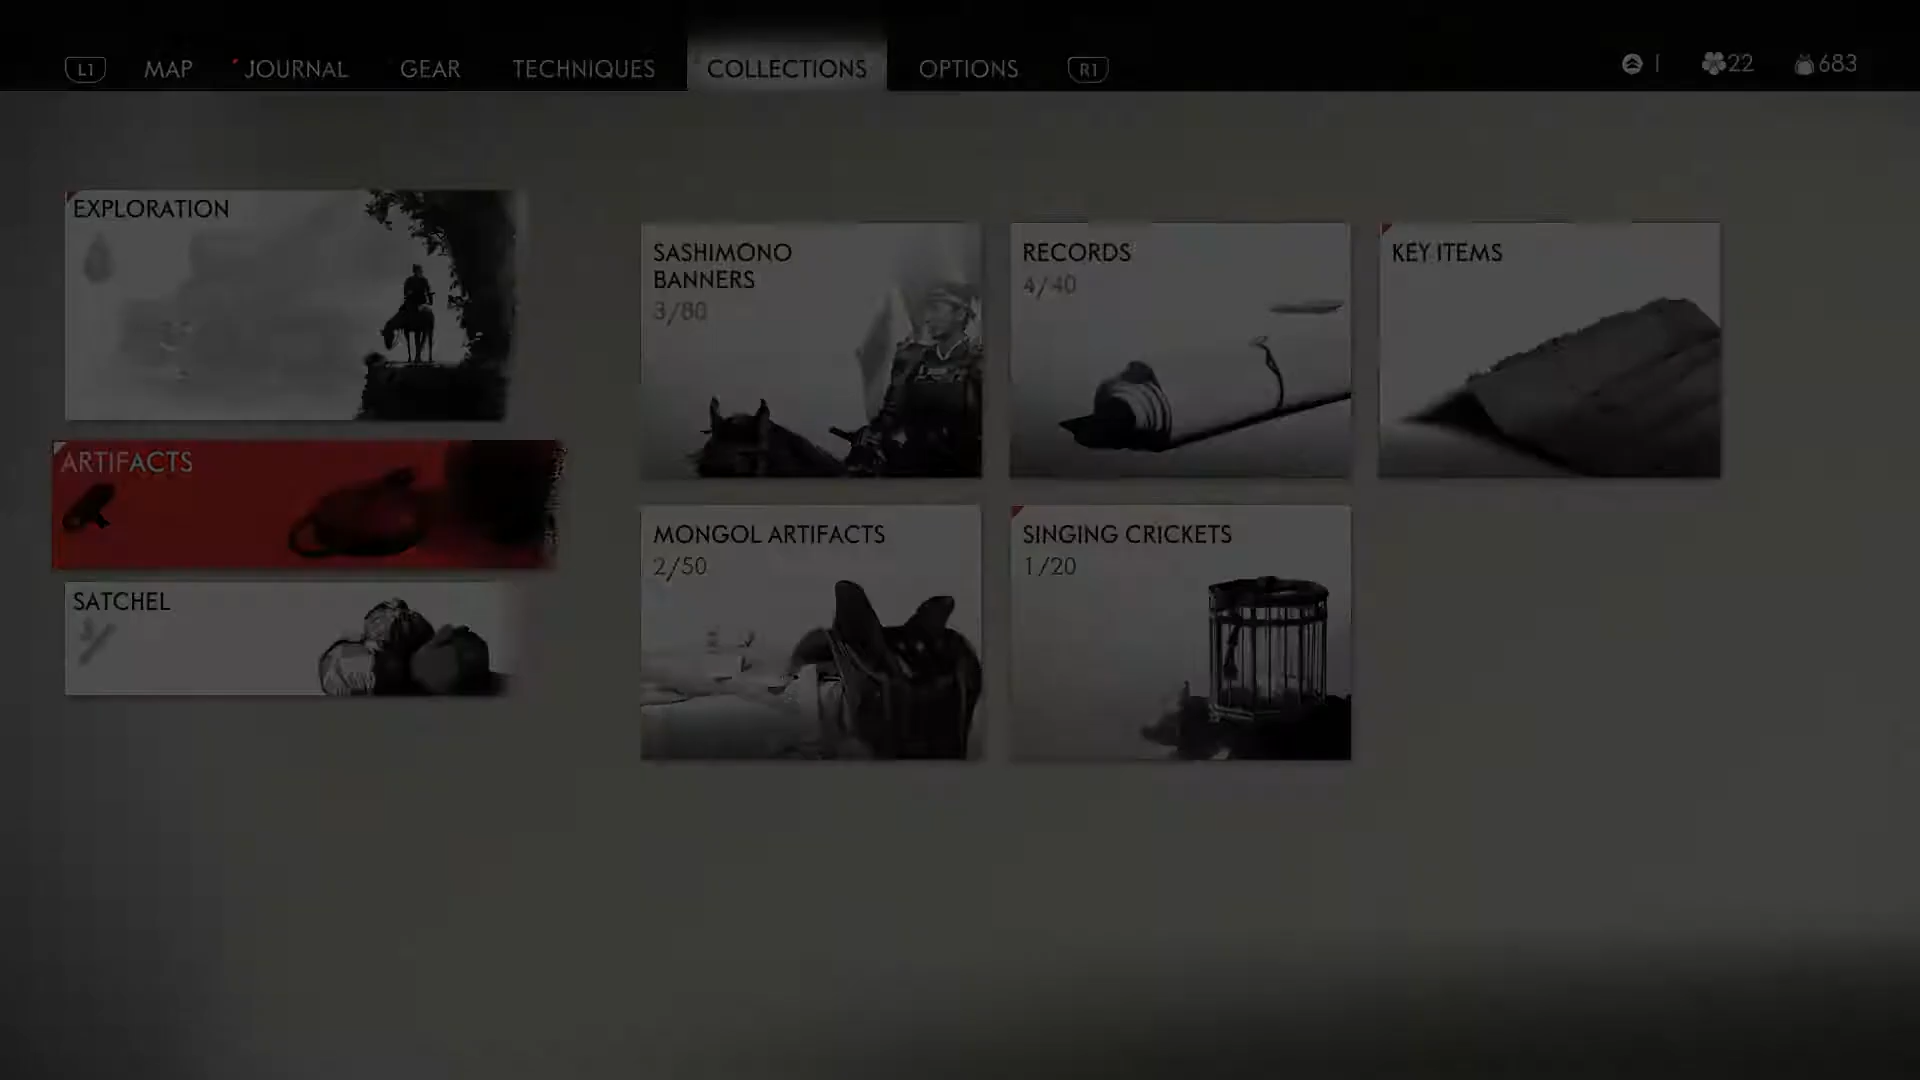 L1 MAP JOURNAL GEAR TECHNIQUES COLLECTIONS OPTIONS R1 1 22 683
EXPLORATION
ARTIFACTS
SATCHEL
SASHIMONO
BANNERS
3/80
RECORDS
4/40
KEY ITEMS
MONGOL ARTIFACTS
2/50
SINGING CRICKETS
1/20